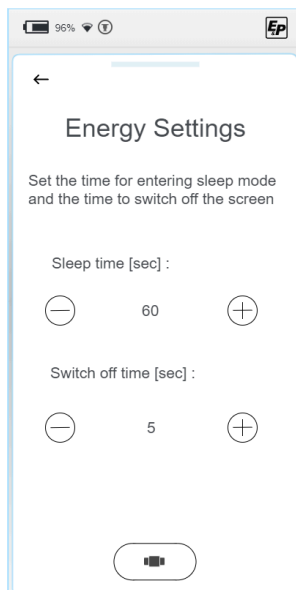 96%
EP
Energy Settings
Set the time for entering sleep mode
and the time to switch off the screen
Sleep time [sec] :
60
Switch off time [sec] :
5